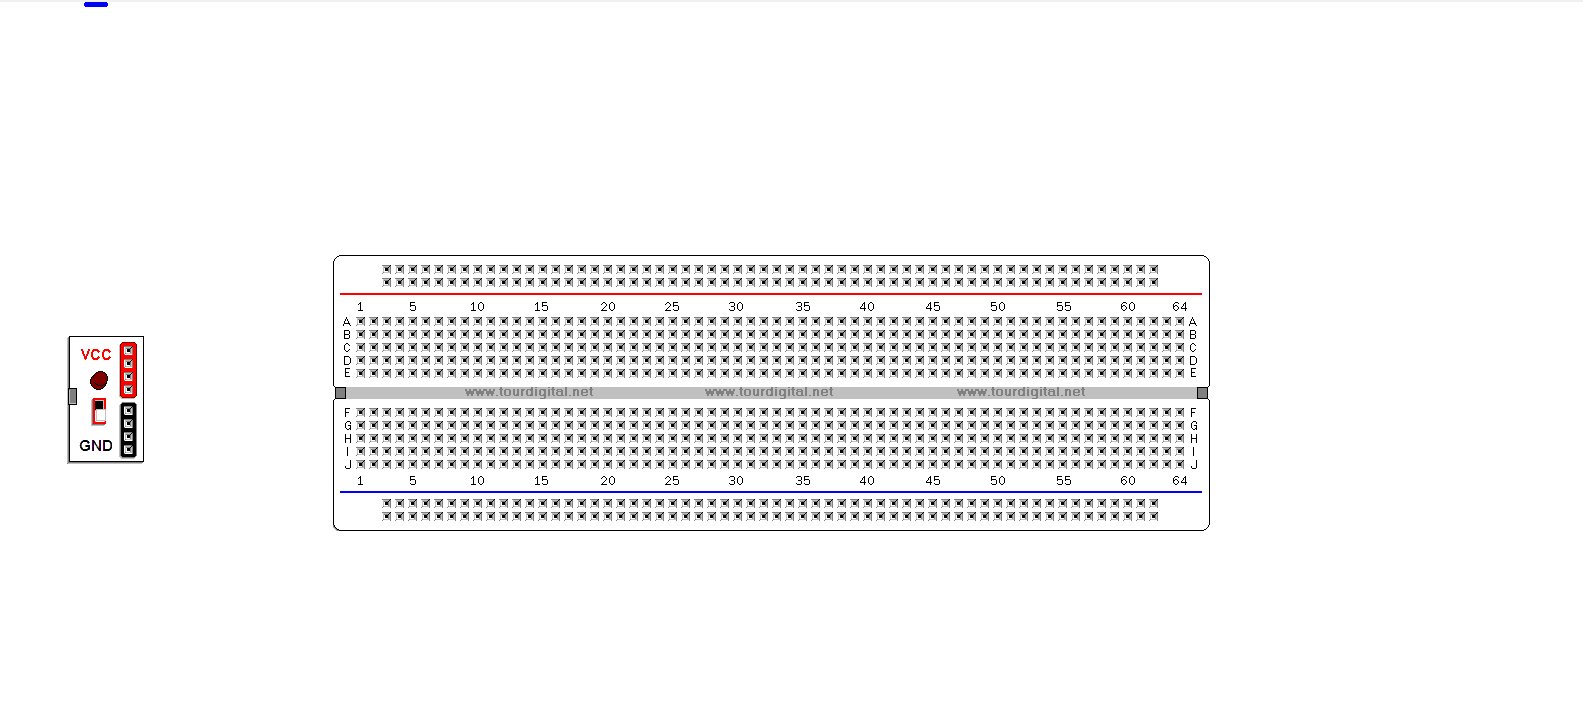 1 5 10 15 20 25 30 35 40 45 50 55 60 64
A A
B B
C C
D D
E E
VCC
GND
www.tourdigital.net www.tourdigital.net www.tourdigital.net
F F
G G
H H
I I
J J
1 5 10 15 20 25 30 35 40 45 50 55 60 64